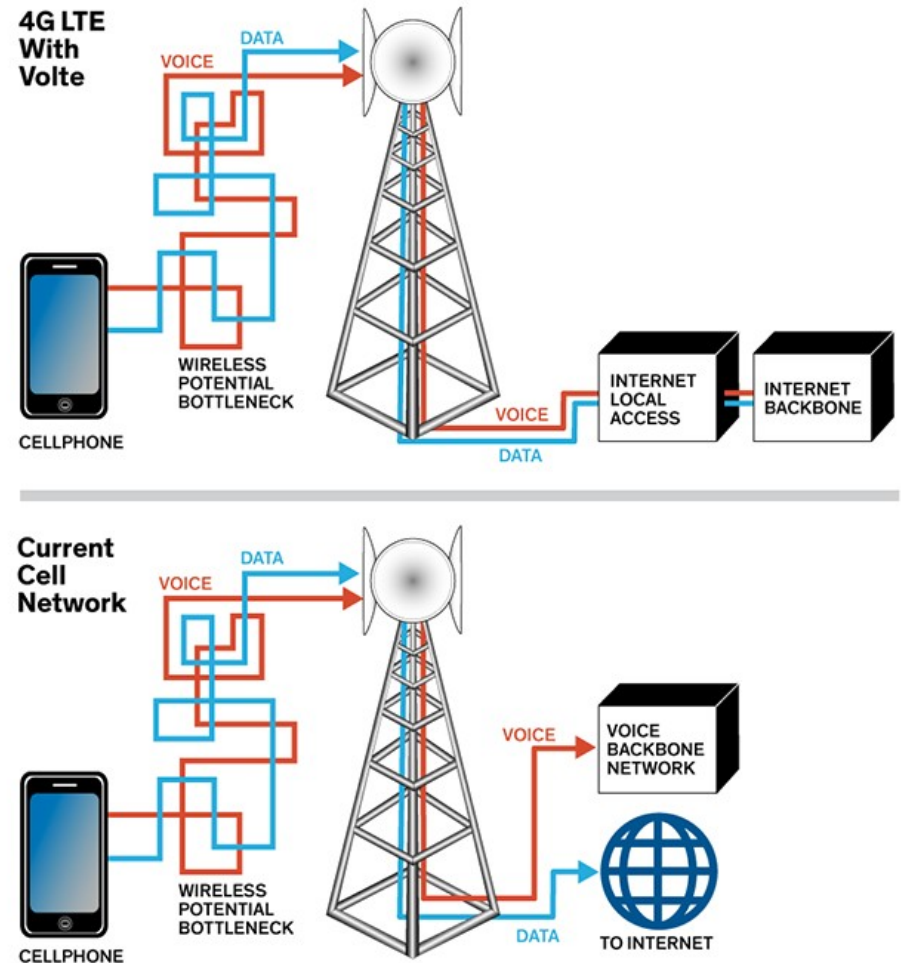 4G LTE
With
Volte
DATA
VOICE
WIRELESS
POTENTIAL
BOTTLENECK
CELLPHONE
VOICE
DATA
INTERNET
LOCAL
ACCESS
INTERNET
BACKBONE
Current
Cell
Network
DATA
VOICE
WIRELESS
POTENTIAL
BOTTLENECK
CELLPHONE
VOICE
VOICE
BACKBONE
NETWORK
DATA
TO INTERNET